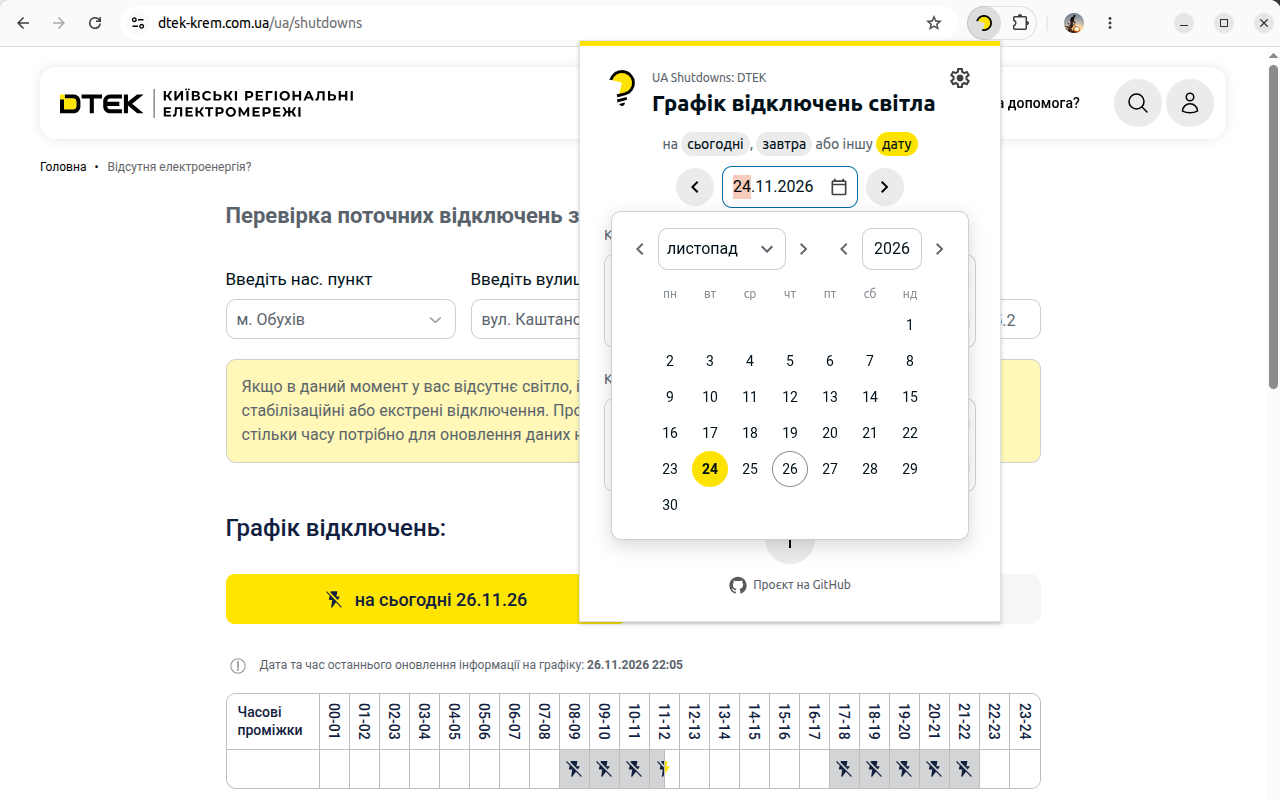 dtek-krem.com.ua/ua/shutdowns
DTEK
КИЇВСЬКІ РЕГІОНАЛЬНІ
ЕЛЕКТРОМЕРЕЖІ
а допомога?
Головна • Відсутня електроенергія?
Перевірка поточних відключень з
Введіть нас. пункт
Введіть вулиц
м. Обухів
вул. Каштано
.2
Якщо в даний момент у вас відсутнє світло, і
стабілізаційні або екстрені відключення. Про
стільки часу потрібно для оновлення даних н
Графік відключень:
на сьогодні 26.11.26
Дата та час останнього оновлення інформації на графіку: 26.11.2026 22:05
Часові
проміжки
00-01 01-02 02-03 03-04 04-05 05-06 06-07 07-08 08-09 09-10 10-11 11-12 12-13 13-14 14-15 15-16 16-17 17-18 18-19 19-20 20-21 21-22 22-23 23-24
UA Shutdowns: DTEK
Графік відключень світла
на сьогодні , завтра або іншу дату
24.11.2026
К
К
листопад
2026
пн вт ср чт пт сб нд
1
2 3 4 5 6 7 8
9 10 11 12 13 14 15
16 17 18 19 20 21 22
23 24 25 26 27 28 29
30
Проєкт на GitHub